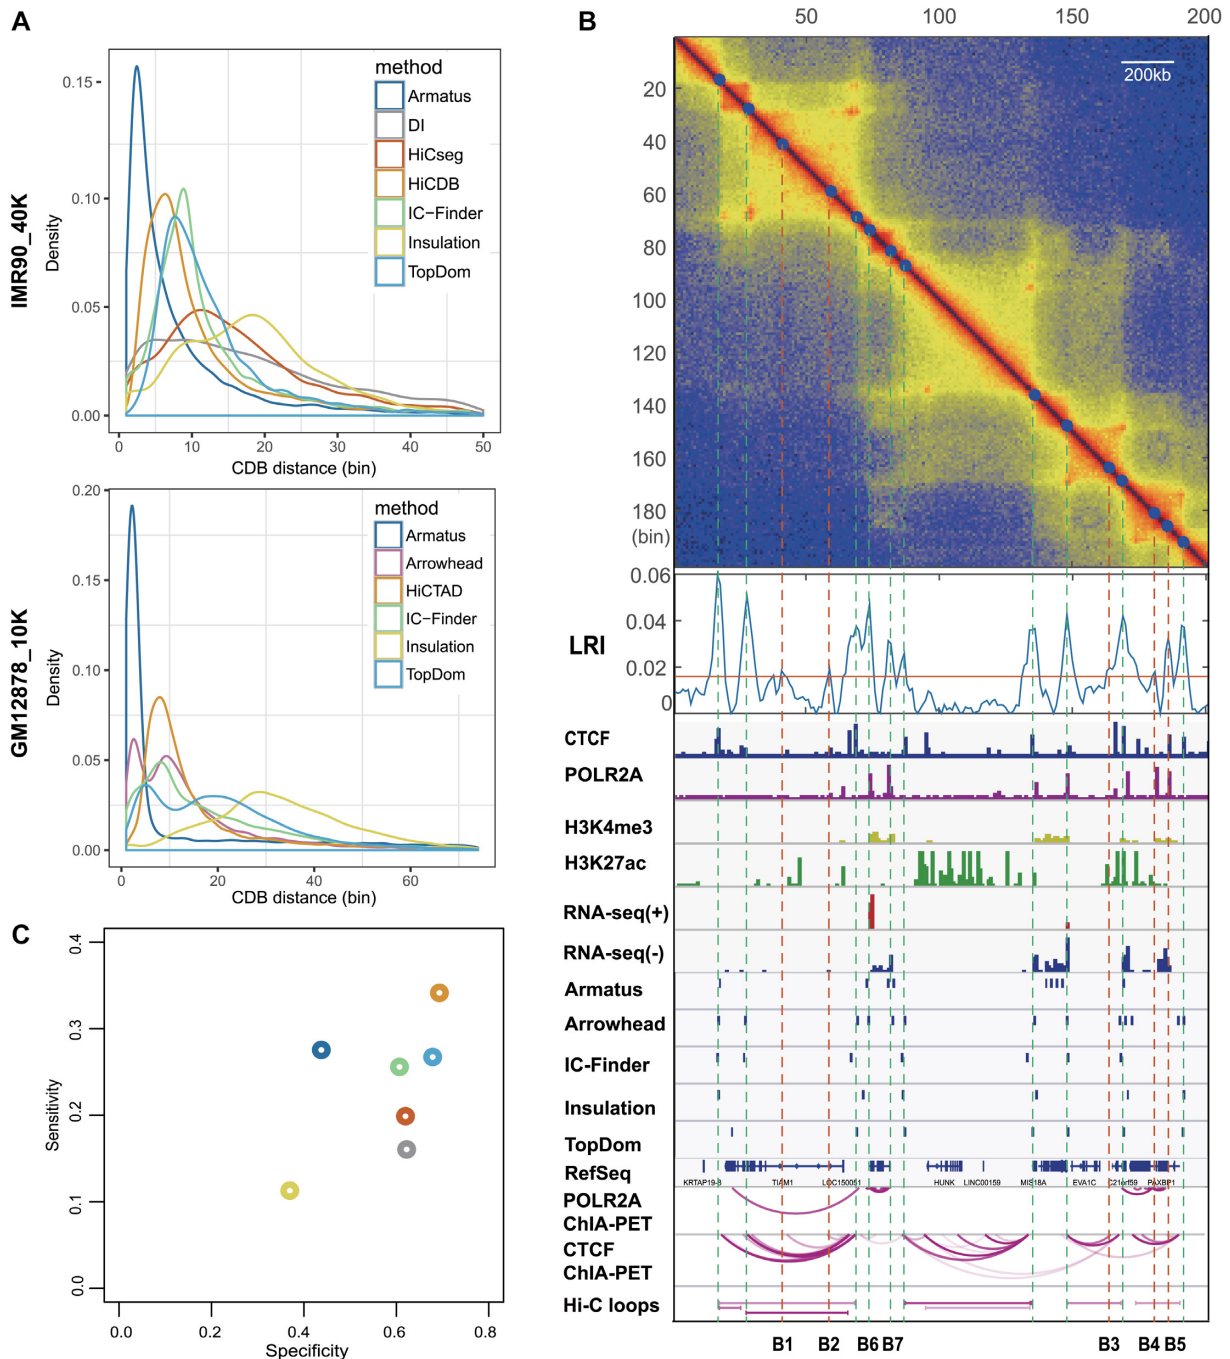 A
IMR90_40K
Density
0.15
0.10
0.05
0.00
0
10
20
30
40
50
CDB distance (bin)
method
Armatus
DI
HiCseg
HiCDB
IC−Finder
Insulation
TopDom
GM12878_10K
Density
0.20
0.15
0.10
0.05
0.00
0
20
40
60
CDB distance (bin)
method
Armatus
Arrowhead
HiCTAD
IC−Finder
Insulation
TopDom
C
Sensitivity
0.4
0.3
0.2
0.1
0.0
0.0
0.2
0.4
0.6
0.8
Specificity
B
50
100
150
200
20
40
60
80
100
120
140
160
180
(bin)
200kb
LRI
0.06
0.04
0.02
0
CTCF
POLR2A
H3K4me3
H3K27ac
RNA-seq(+)
RNA-seq(-)
Armatus
Arrowhead
IC-Finder
Insulation
TopDom
RefSeq
KRTAP19-8 TIAM1 LOC150051 HUNK LINC00159 MIS18A EVA1C C21orf59 PAXBP1
POLR2A
ChIA-PET
CTCF
ChIA-PET
Hi-C loops
B1 B2 B6 B7 B3 B4 B5